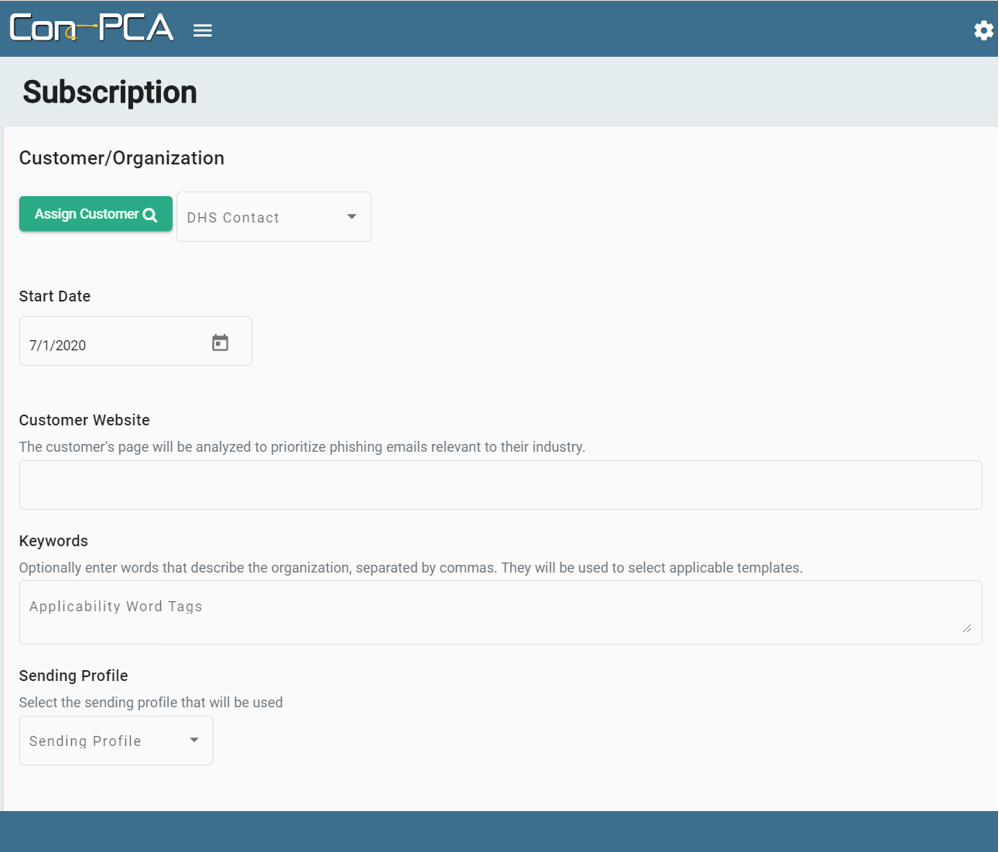 Con-PCA
Subscription
Customer/Organization
Assign Customer
DHS Contact
Start Date
7/1/2020
Customer Website
The customer's page will be analyzed to prioritize phishing emails relevant to their industry.
Keywords
Optionally enter words that describe the organization, separated by commas. They will be used to select applicable templates.
Applicability Word Tags
Sending Profile
Select the sending profile that will be used
Sending Profile